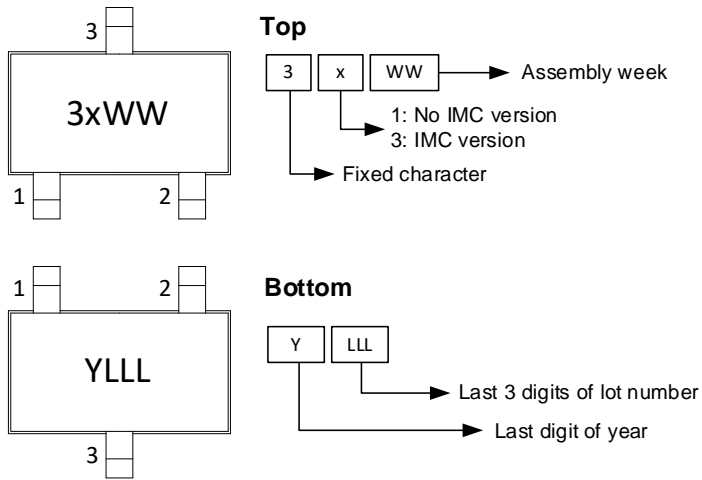 3
3xWW
1
2
Top
3 x WW
Assembly week
1: No IMC version
3: IMC version
Fixed character
1
2
YLLL
3
Bottom
Y LLL
Last 3 digits of lot number
Last digit of year